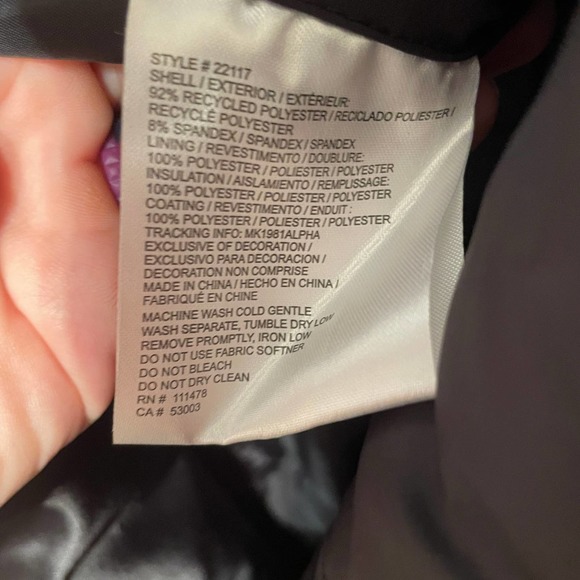 STYLE # 22117
SHELL / EXTERIOR / EXTÉRIEUR:
92% RECYCLED POLYESTER / RECICLADO POLIESTER /
RECYCLÉ POLYESTER
8% SPANDEX / SPANDEX / SPANDEX
LINING / REVESTIMENTO / DOUBLURE:
100% POLYESTER / POLIESTER / POLYESTER
INSULATION / AISLAMIENTO / REMPLISSAGE:
100% POLYESTER / POLIESTER / POLYESTER
COATING / REVESTIMENTO / ENDUIT :
100% POLYESTER / POLIESTER / POLYESTER
TRACKING INFO: MK1981ALPHA
EXCLUSIVE OF DECORATION /
EXCLUSIVO PARA DECORACION /
DECORATION NON COMPRISE
MADE IN CHINA / HECHO EN CHINA /
FABRIQUÉ EN CHINE
MACHINE WASH COLD GENTLE
WASH SEPARATE, TUMBLE DRY LOW
REMOVE PROMPTLY, IRON LOW
DO NOT USE FABRIC SOFTNER
DO NOT BLEACH
DO NOT DRY CLEAN
RN # 111478
CA # 53003